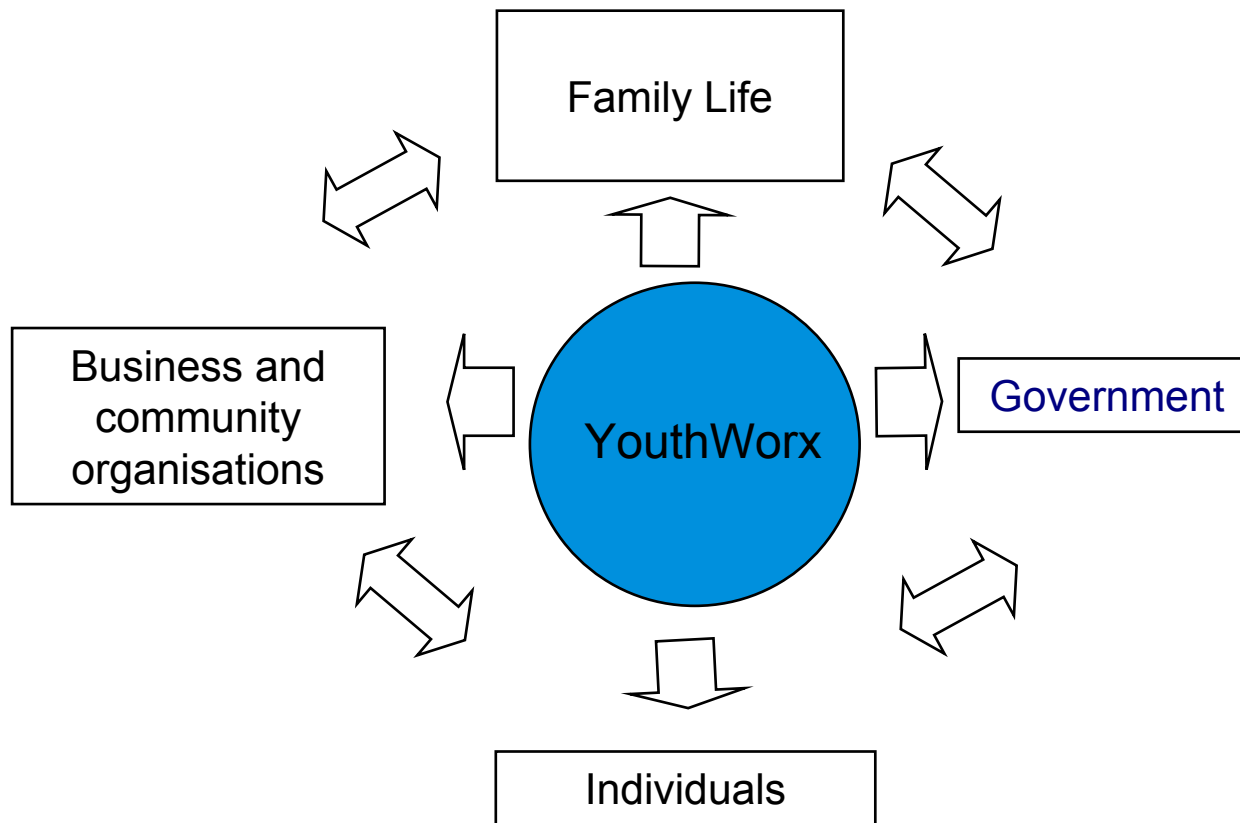 Family Life
Business and
community
organisations
YouthWorx
Government
Individuals